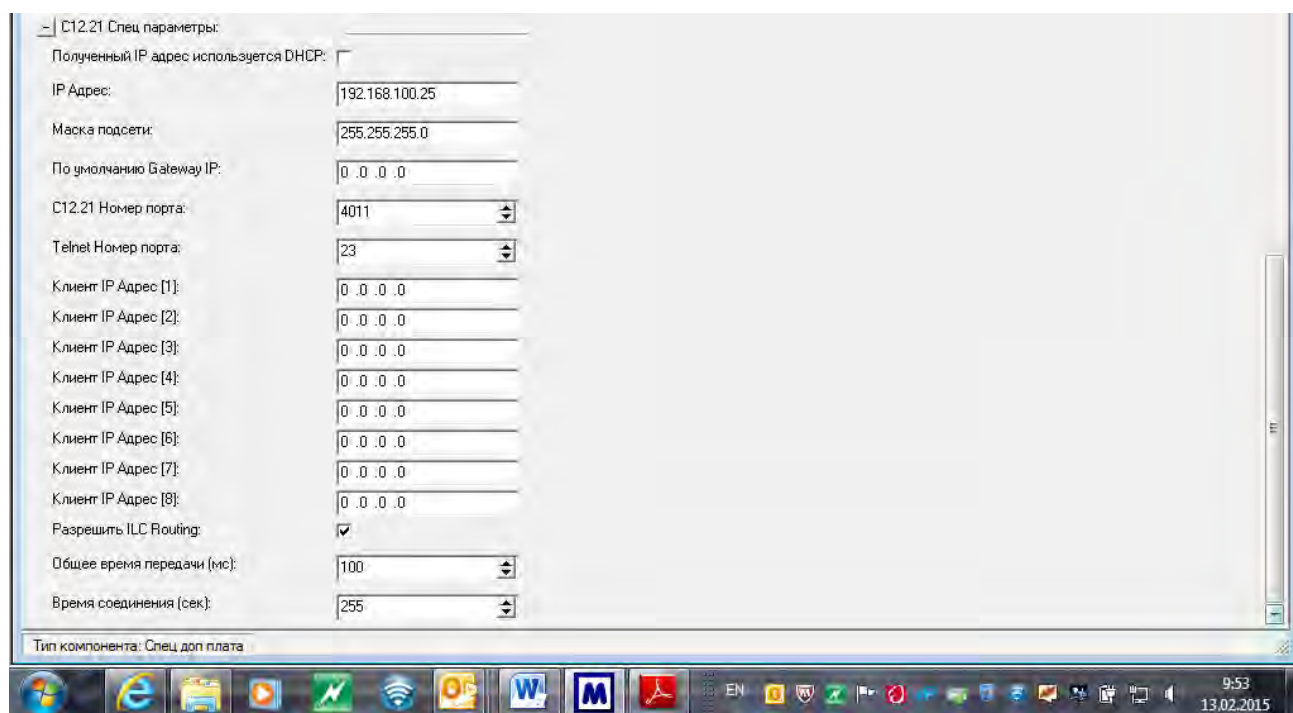 C12.21 Спец параметры:
Полученный IP адрес используется DHCP:
IP Адрес: 192.168.100.25
Маска подсети: 255.255.255.0
По умолчанию Gateway IP: 0 .0 .0 .0
C12.21 Номер порта: 4011
Telnet Номер порта: 23
Клиент IP Адрес [1]: 0 .0 .0 .0
Клиент IP Адрес [2]: 0 .0 .0 .0
Клиент IP Адрес [3]: 0 .0 .0 .0
Клиент IP Адрес [4]: 0 .0 .0 .0
Клиент IP Адрес [5]: 0 .0 .0 .0
Клиент IP Адрес [6]: 0 .0 .0 .0
Клиент IP Адрес [7]: 0 .0 .0 .0
Клиент IP Адрес [8]: 0 .0 .0 .0
Разрешить ILC Routing:
Общее время передачи (мс): 100
Время соединения (сек): 255
Тип компонента: Спец доп плата
W M EN 9:53
13.02.2015